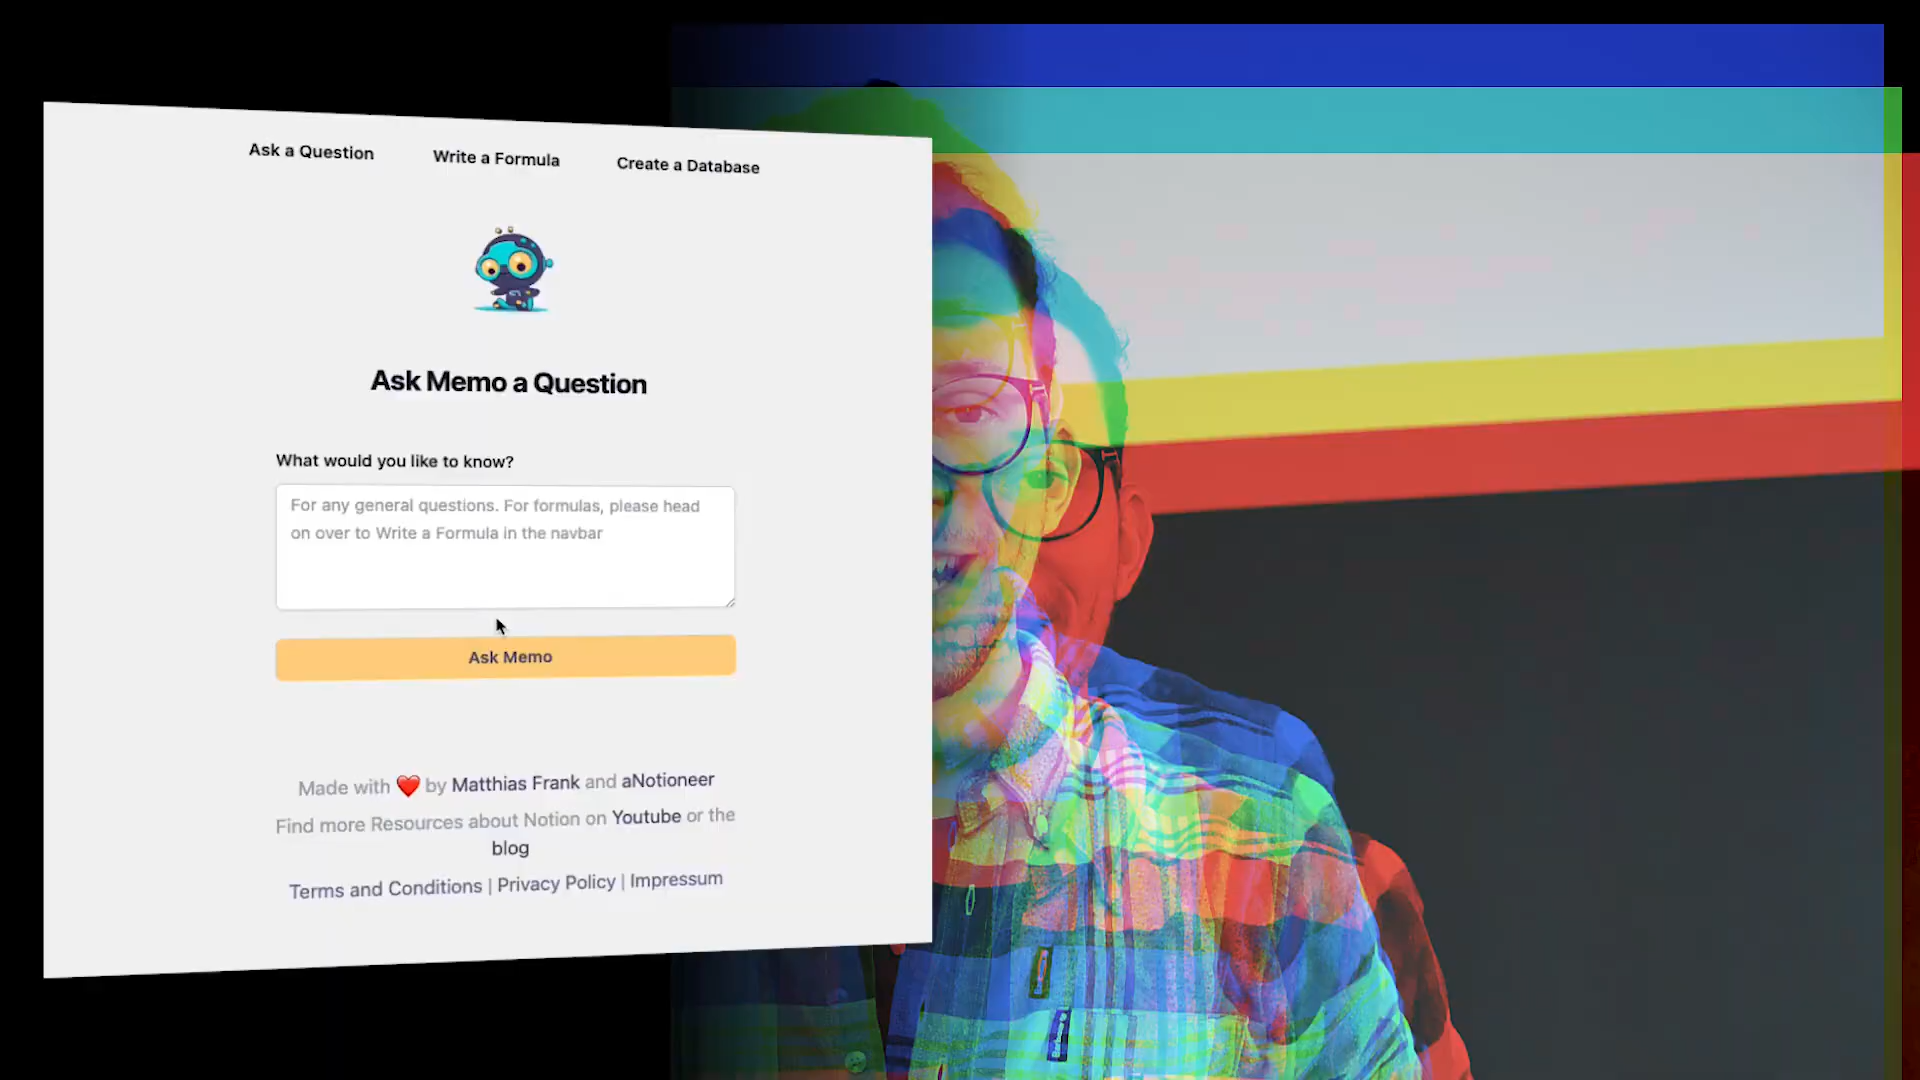 Ask a Question Write a Formula Create a Database
Ask Memo a Question
What would you like to know?
For any general questions. For formulas, please head
on over to Write a Formula in the navbar
Ask Memo
Made with ❤️ by Matthias Frank and aNotioneer
Find more Resources about Notion on Youtube or the
blog
Terms and Conditions | Privacy Policy | Impressum